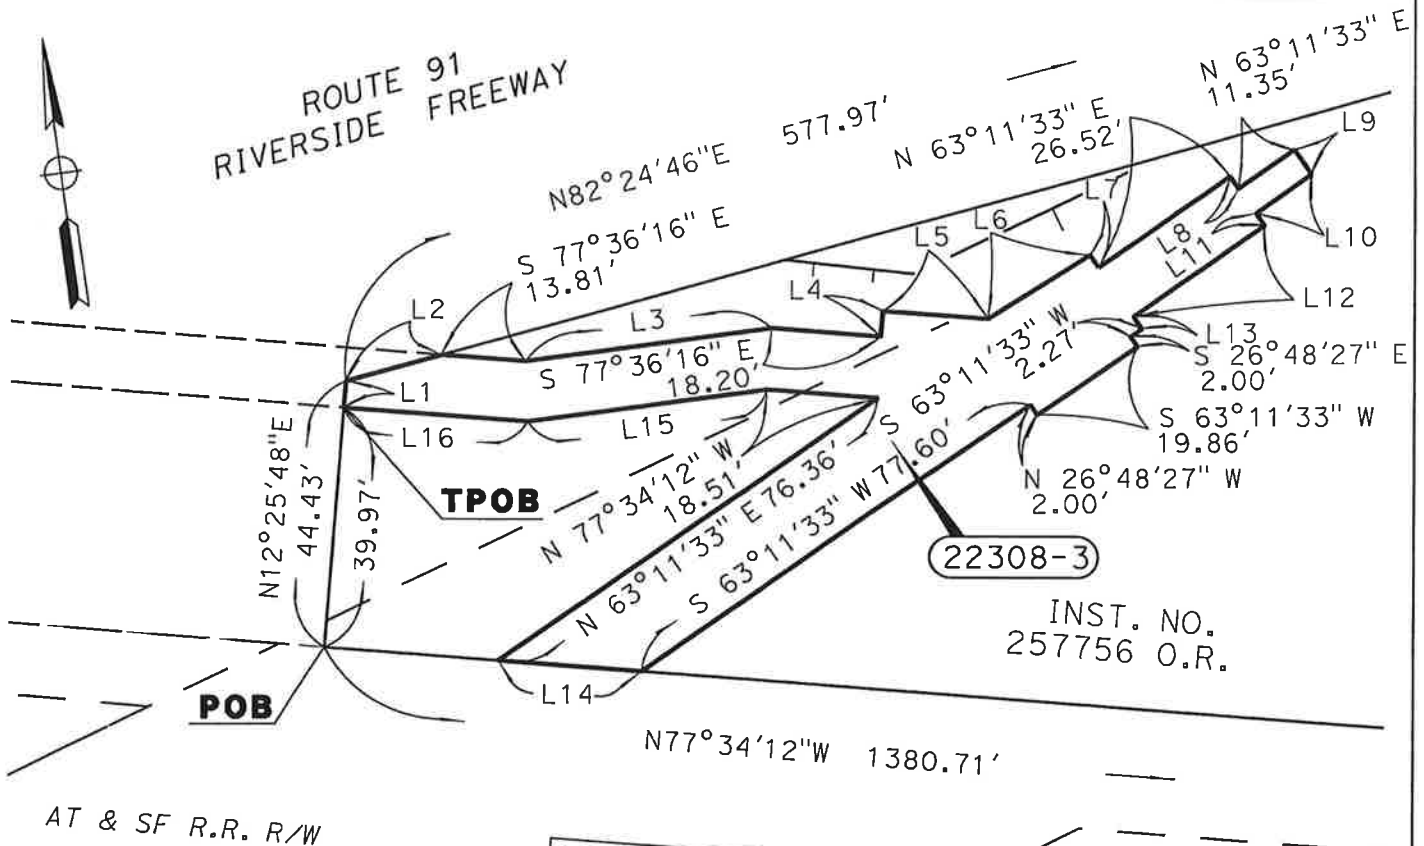 ROUTE 91
RIVERSIDE FREEWAY
N82°24'46"E 577.97'
N 63°11'33" E
11.35'
N 63°11'33" E
26.52'
L9
S 77°36'16" E
13.81'
L7
L6
L5
L8
L11
L10
L2
L4
L3
L12
L13
S 77°36'16" E
18.20'
S 63°11'33" W
2.27'
S 26°48'27" E
2.00'
L1
L16
L15
S 63°11'33" W
19.86'
N12°25'48"E
44.43'
39.97'
TPOB
N 77°34'12" W
18.51'
N 63°11'33" E 76.36'
S 63°11'33" W 77.60'
N 26°48'27" W
2.00'
22308-3
INST. NO.
257756 O.R.
L14
POB
N77°34'12"W 1380.71'
AT & SF R.R. R/W